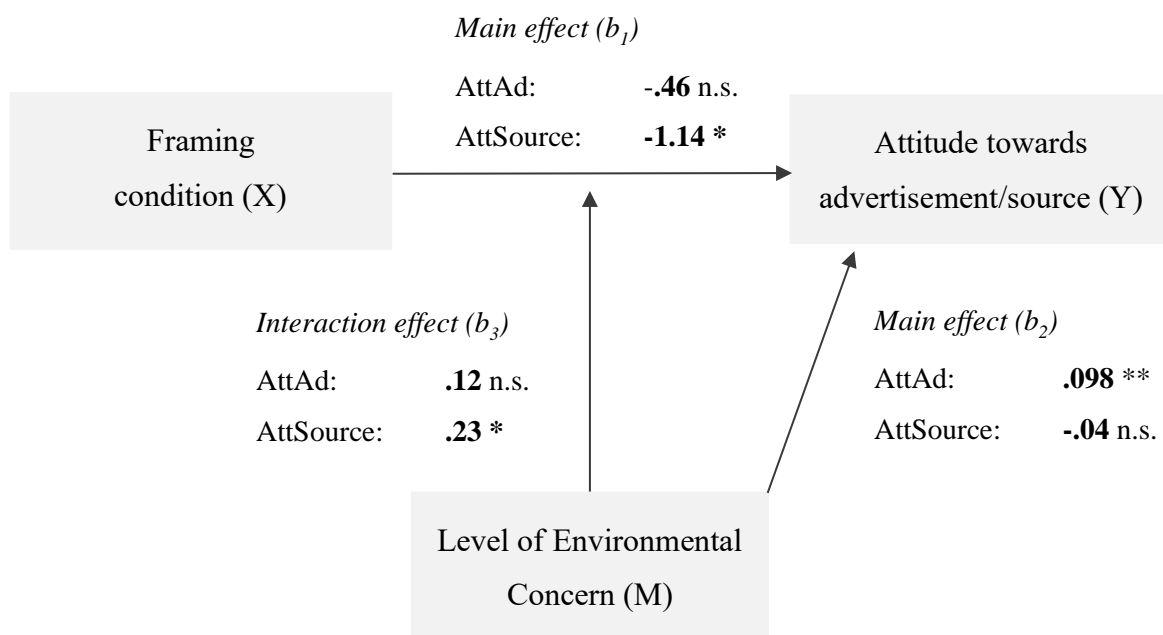 Main effect (b1)
AttAd: -.46 n.s.
AttSource: -1.14 *
Framing
condition (X)
Attitude towards
advertisement/source (Y)
Interaction effect (b3)
AttAd: .12 n.s.
AttSource: .23 *
Main effect (b2)
AttAd: .098 **
AttSource: -.04 n.s.
Level of Environmental
Concern (M)